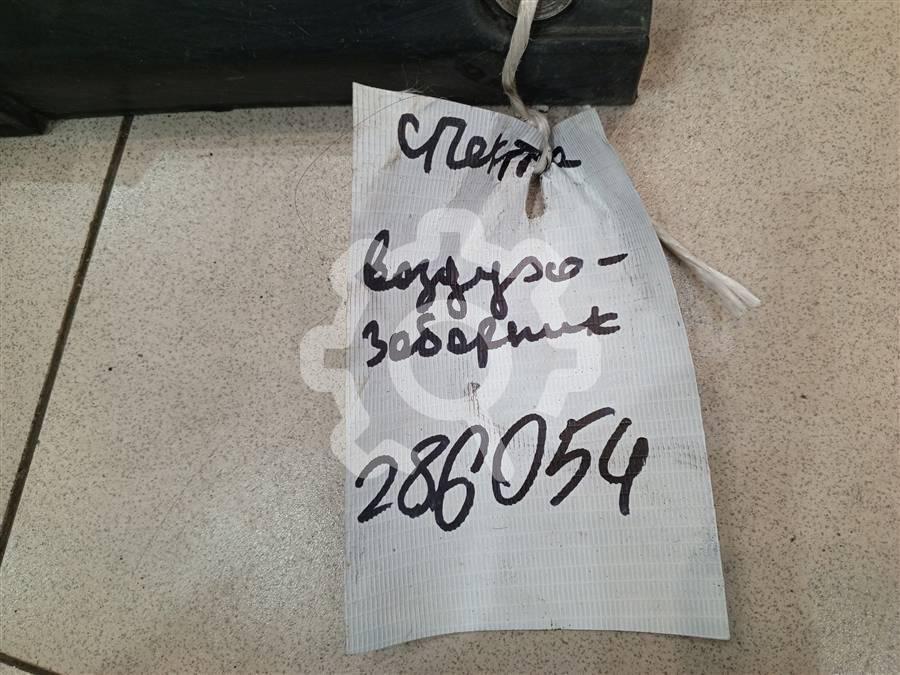 Спектра
воздухо-
заборник
286054